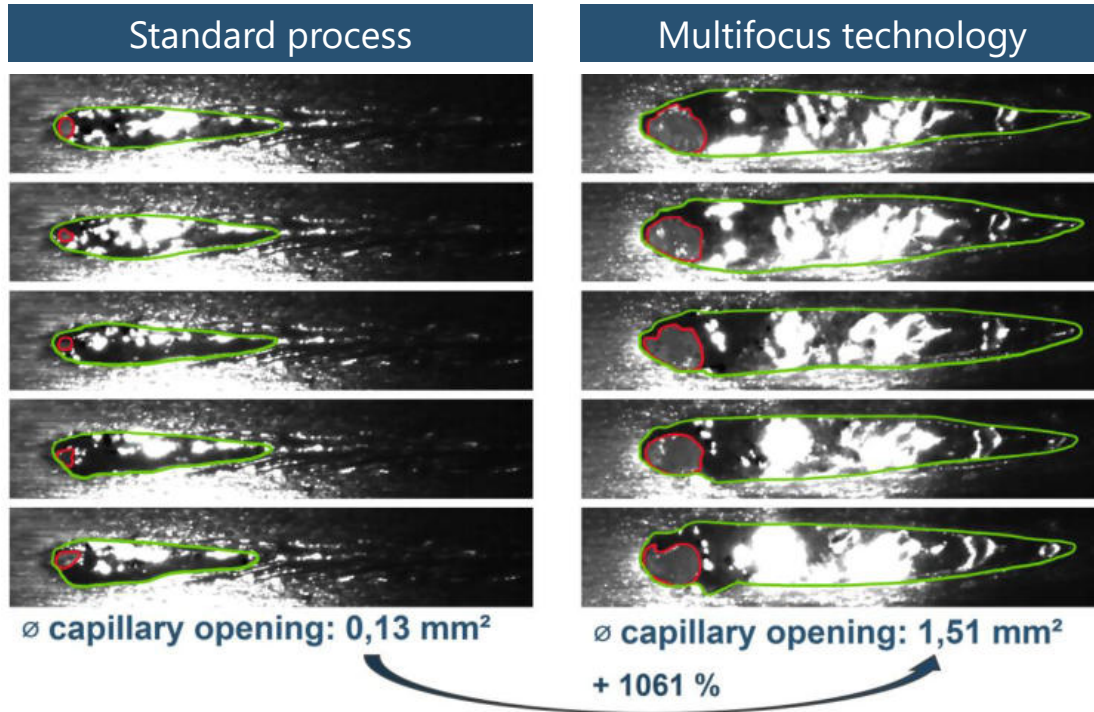 Standard process
Multifocus technology
⌀ capillary opening: 0,13 mm²
⌀ capillary opening: 1,51 mm²
+ 1061 %